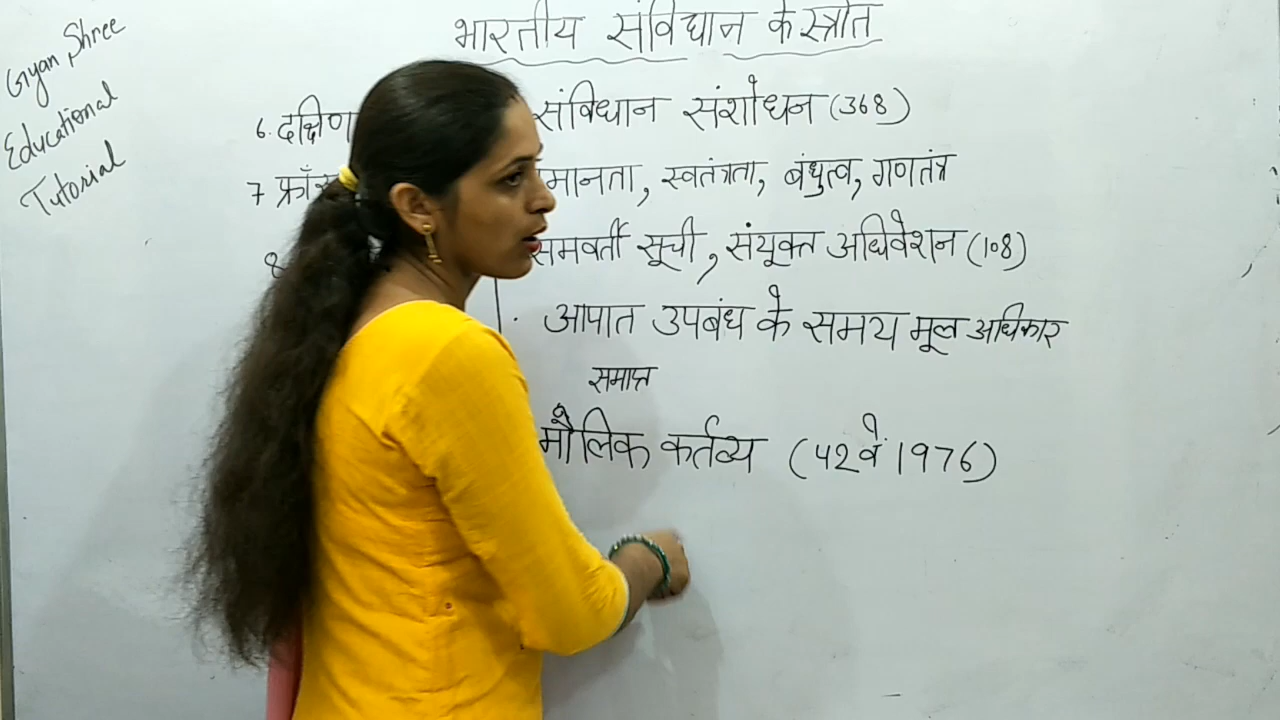 Gyan Shree
Educational
Tutorial
भारतीय संविधान के स्त्रोत
6. दक्षिण संविधान संशोधन (368)
7 फ्राँस मानता, स्वतंत्रता, बंधुत्व, गणतंत्र
8 समवर्ती सूची, संयूक्त अधिवेशन (108)
. आपात उपबंध के समय मूल अधिकार
समाप्त
मौलिक कर्तव्य (42वें 1976)